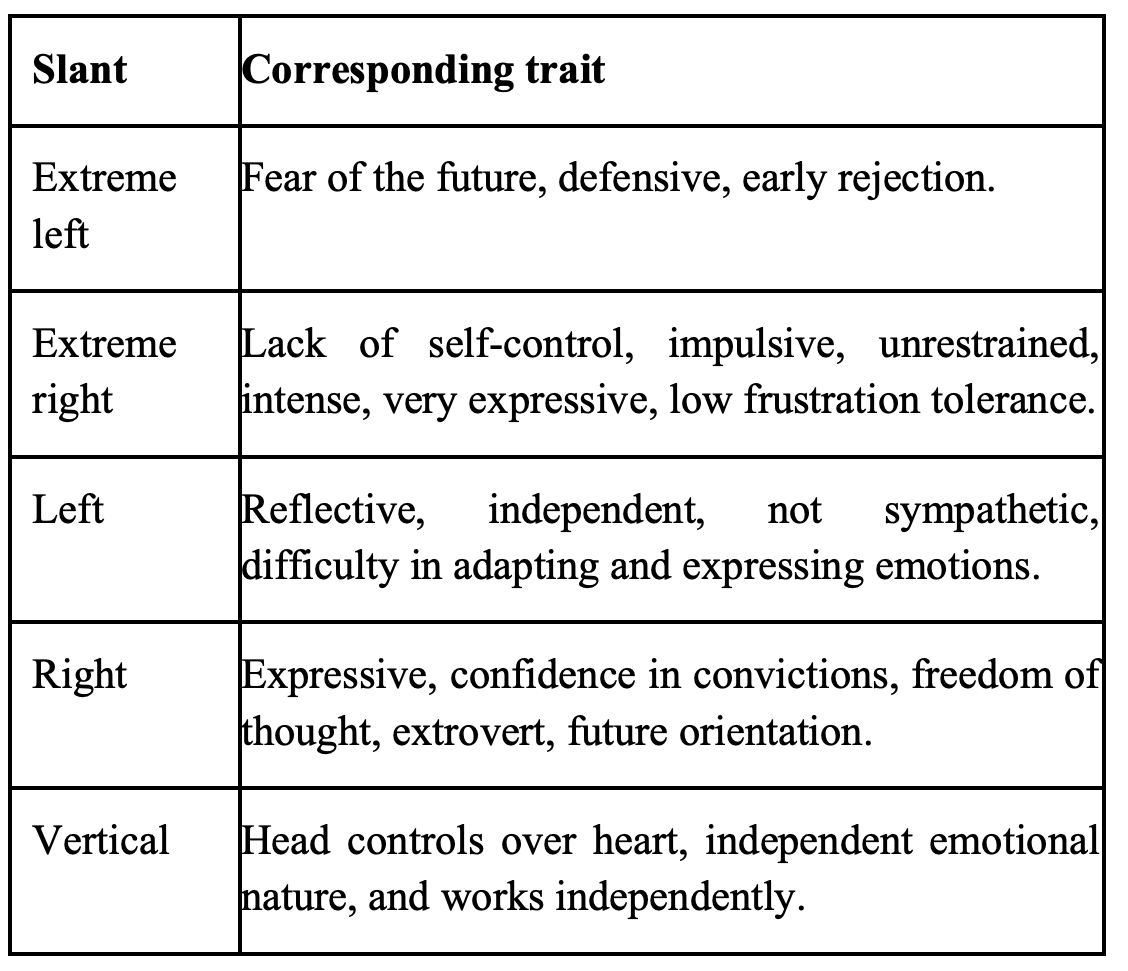 Slant Corresponding trait
Extreme left Fear of the future, defensive, early rejection.
Extreme right Lack of self-control, impulsive, unrestrained,
intense, very expressive, low frustration tolerance.
Left Reflective, independent, not sympathetic,
difficulty in adapting and expressing emotions.
Right Expressive, confidence in convictions, freedom of
thought, extrovert, future orientation.
Vertical Head controls over heart, independent emotional
nature, and works independently.